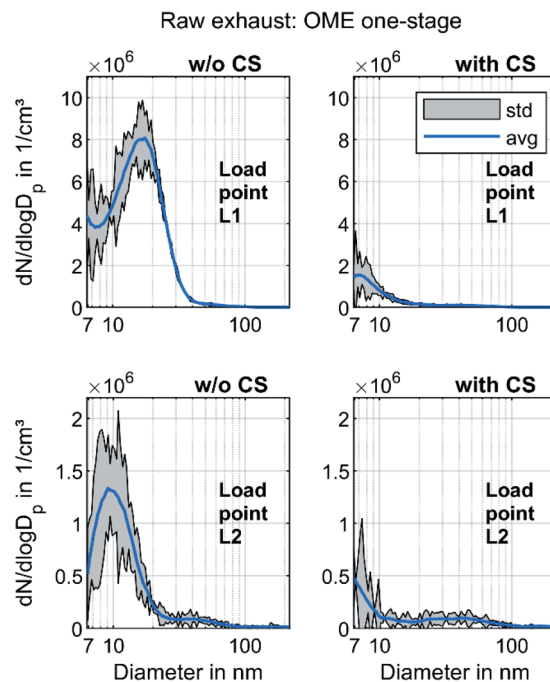 Raw exhaust: OME one-stage
×10⁶ w/o CS
dN/dlogDₚ in 1/cm³
10
8
6
4
2
0
7 10 100
Load
point
L1
×10⁶ with CS
10
8
6
4
2
0
7 10 100
std
avg
Load
point
L1
×10⁶ w/o CS
dN/dlogDₚ in 1/cm³
2
1.5
1
0.5
0
7 10 100
Diameter in nm
Load
point
L2
×10⁶ with CS
2
1.5
1
0.5
0
7 10 100
Diameter in nm
Load
point
L2